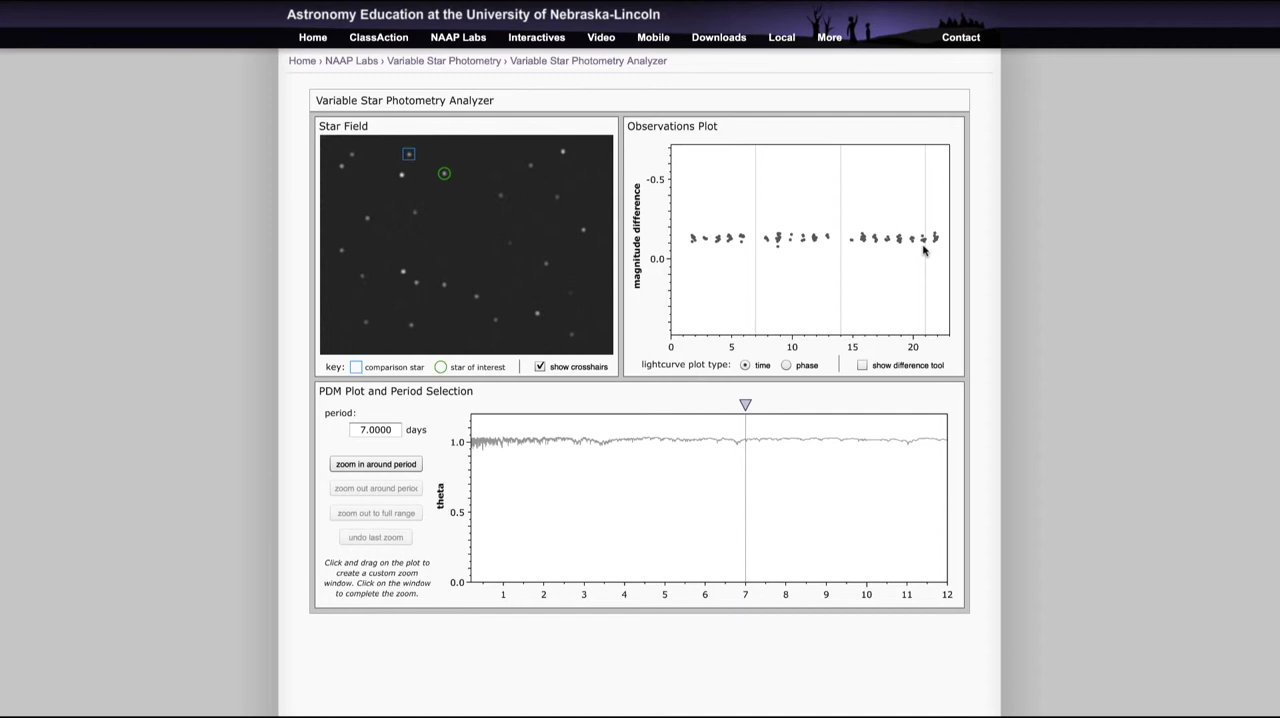 Astronomy Education at the University of Nebraska-Lincoln
Home ClassAction NAAP Labs Interactives Video Mobile Downloads Local More Contact
Home › NAAP Labs › Variable Star Photometry › Variable Star Photometry Analyzer
Variable Star Photometry Analyzer
Star Field
key: comparison star star of interest show crosshairs
Observations Plot
magnitude difference
-0.5
0.0
0 5 10 15 20
lightcurve plot type: time phase show difference tool
PDM Plot and Period Selection
period:
7.0000 days
zoom in around period
zoom out around perioc
zoom out to full range
undo last zoom
Click and drag on the plot to
create a custom zoom
window. Click on the window
to complete the zoom.
theta
1.0
0.5
0.0
1 2 3 4 5 6 7 8 9 10 11 12